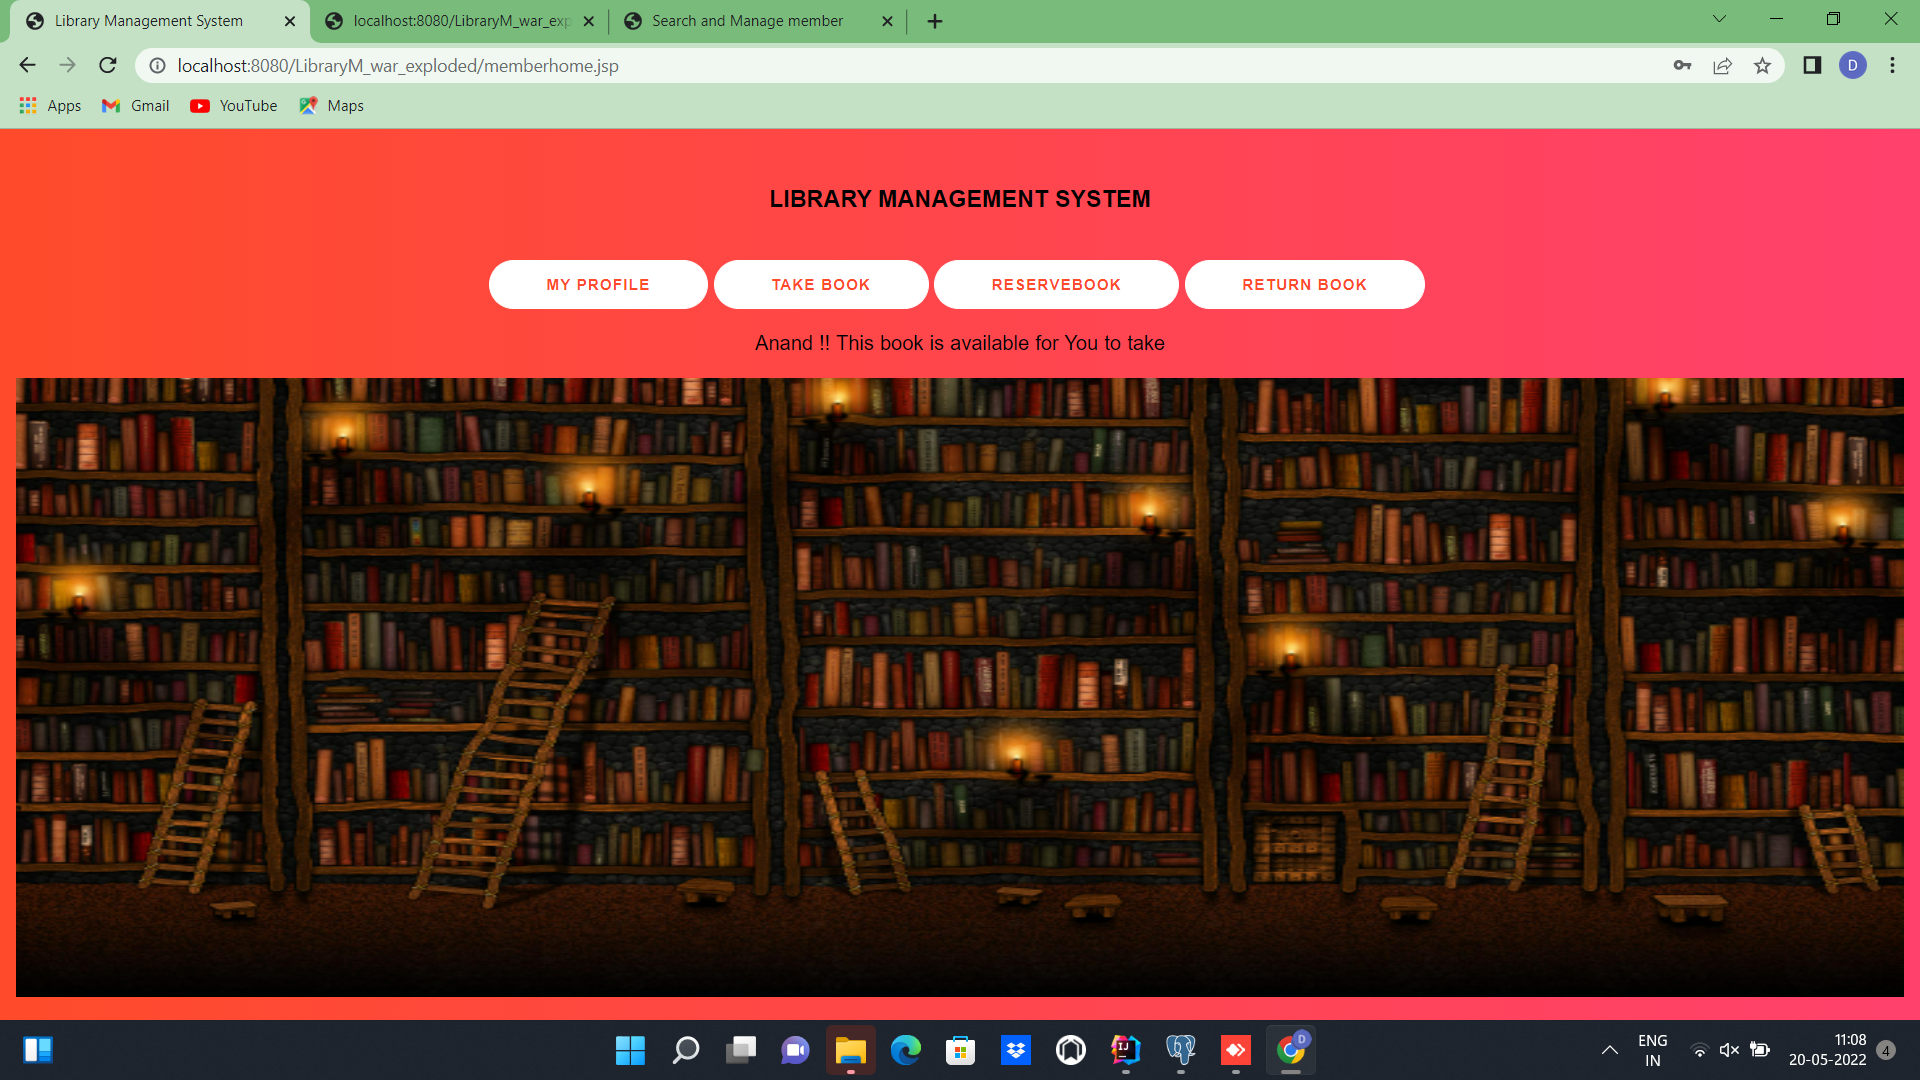 Library Management System
localhost:8080/LibraryM_war_exp
Search and Manage member
localhost:8080/LibraryM_war_exploded/memberhome.jsp
D
Apps
Gmail
YouTube
Maps
LIBRARY MANAGEMENT SYSTEM
MY PROFILE
TAKE BOOK
RESERVEBOOK
RETURN BOOK
Anand !! This book is available for You to take
IJ
D
ENG
IN
11:08
20-05-2022
4